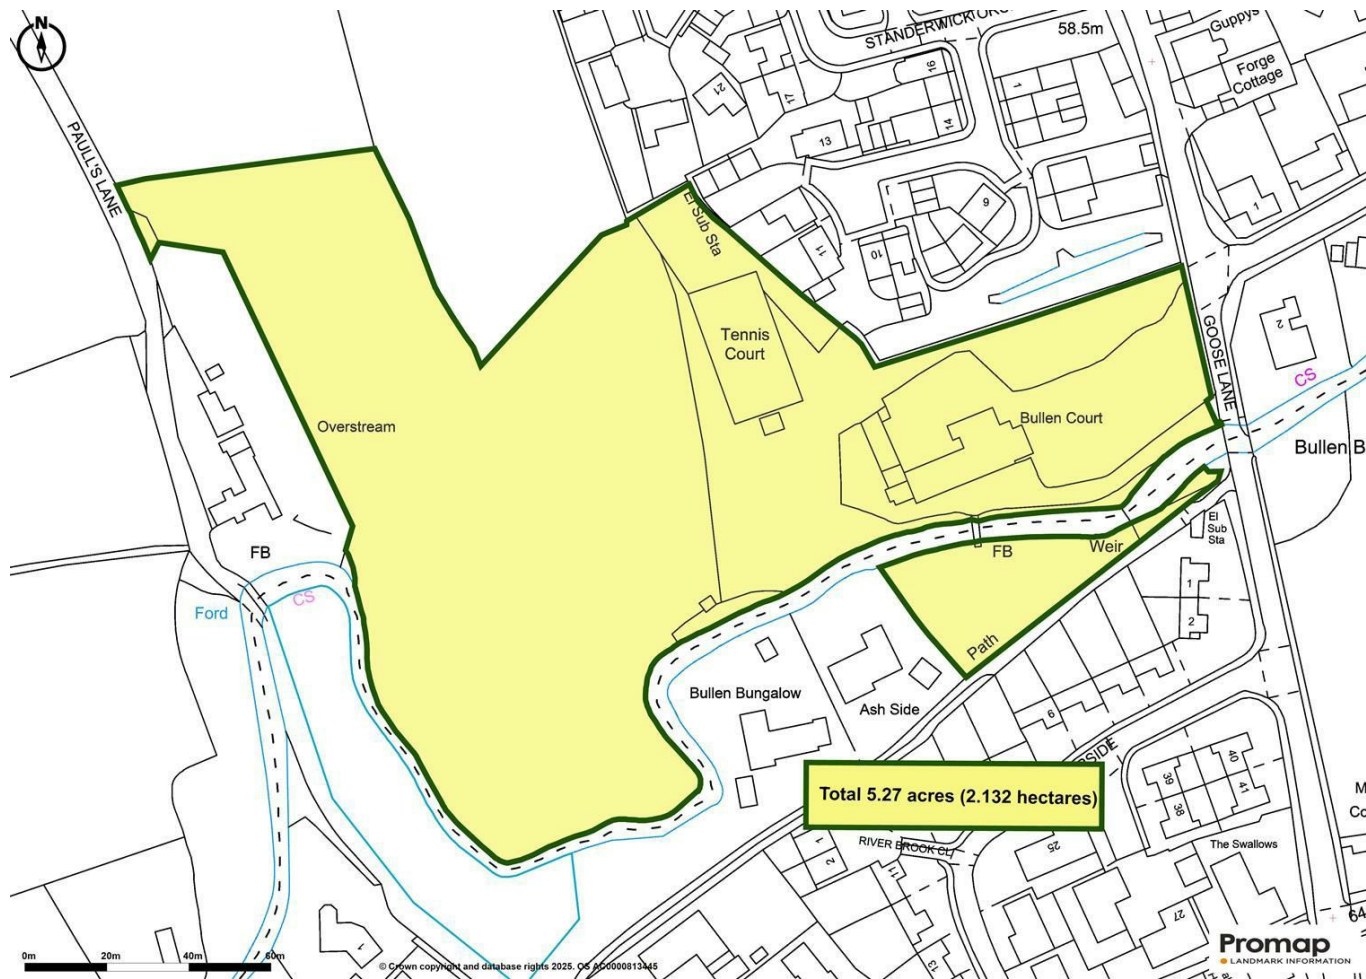 N
STANDERWICK ORC
58.5m
Guppys
Forge
Cottage
PAULL'S LANE
21
17
16
14
1
13
El Sub Sta
11
10
9
1
GOOSE LANE
2
CS
Tennis
Court
Overstream
Bullen Court
Bullen B
FB
Ford
CS
FB
Weir
El
Sub
Sta
1
2
Path
Bullen Bungalow
Ash Side
9
Total 5.27 acres (2.132 hectares)
39
38
40
41
M
Co
1
2
RIVER BROOK CL
11
25
The Swallows
27
13
64
0m 20m 40m 60m
© Crown copyright and database rights 2025. OS AC0000813445
Promap
LANDMARK INFORMATION